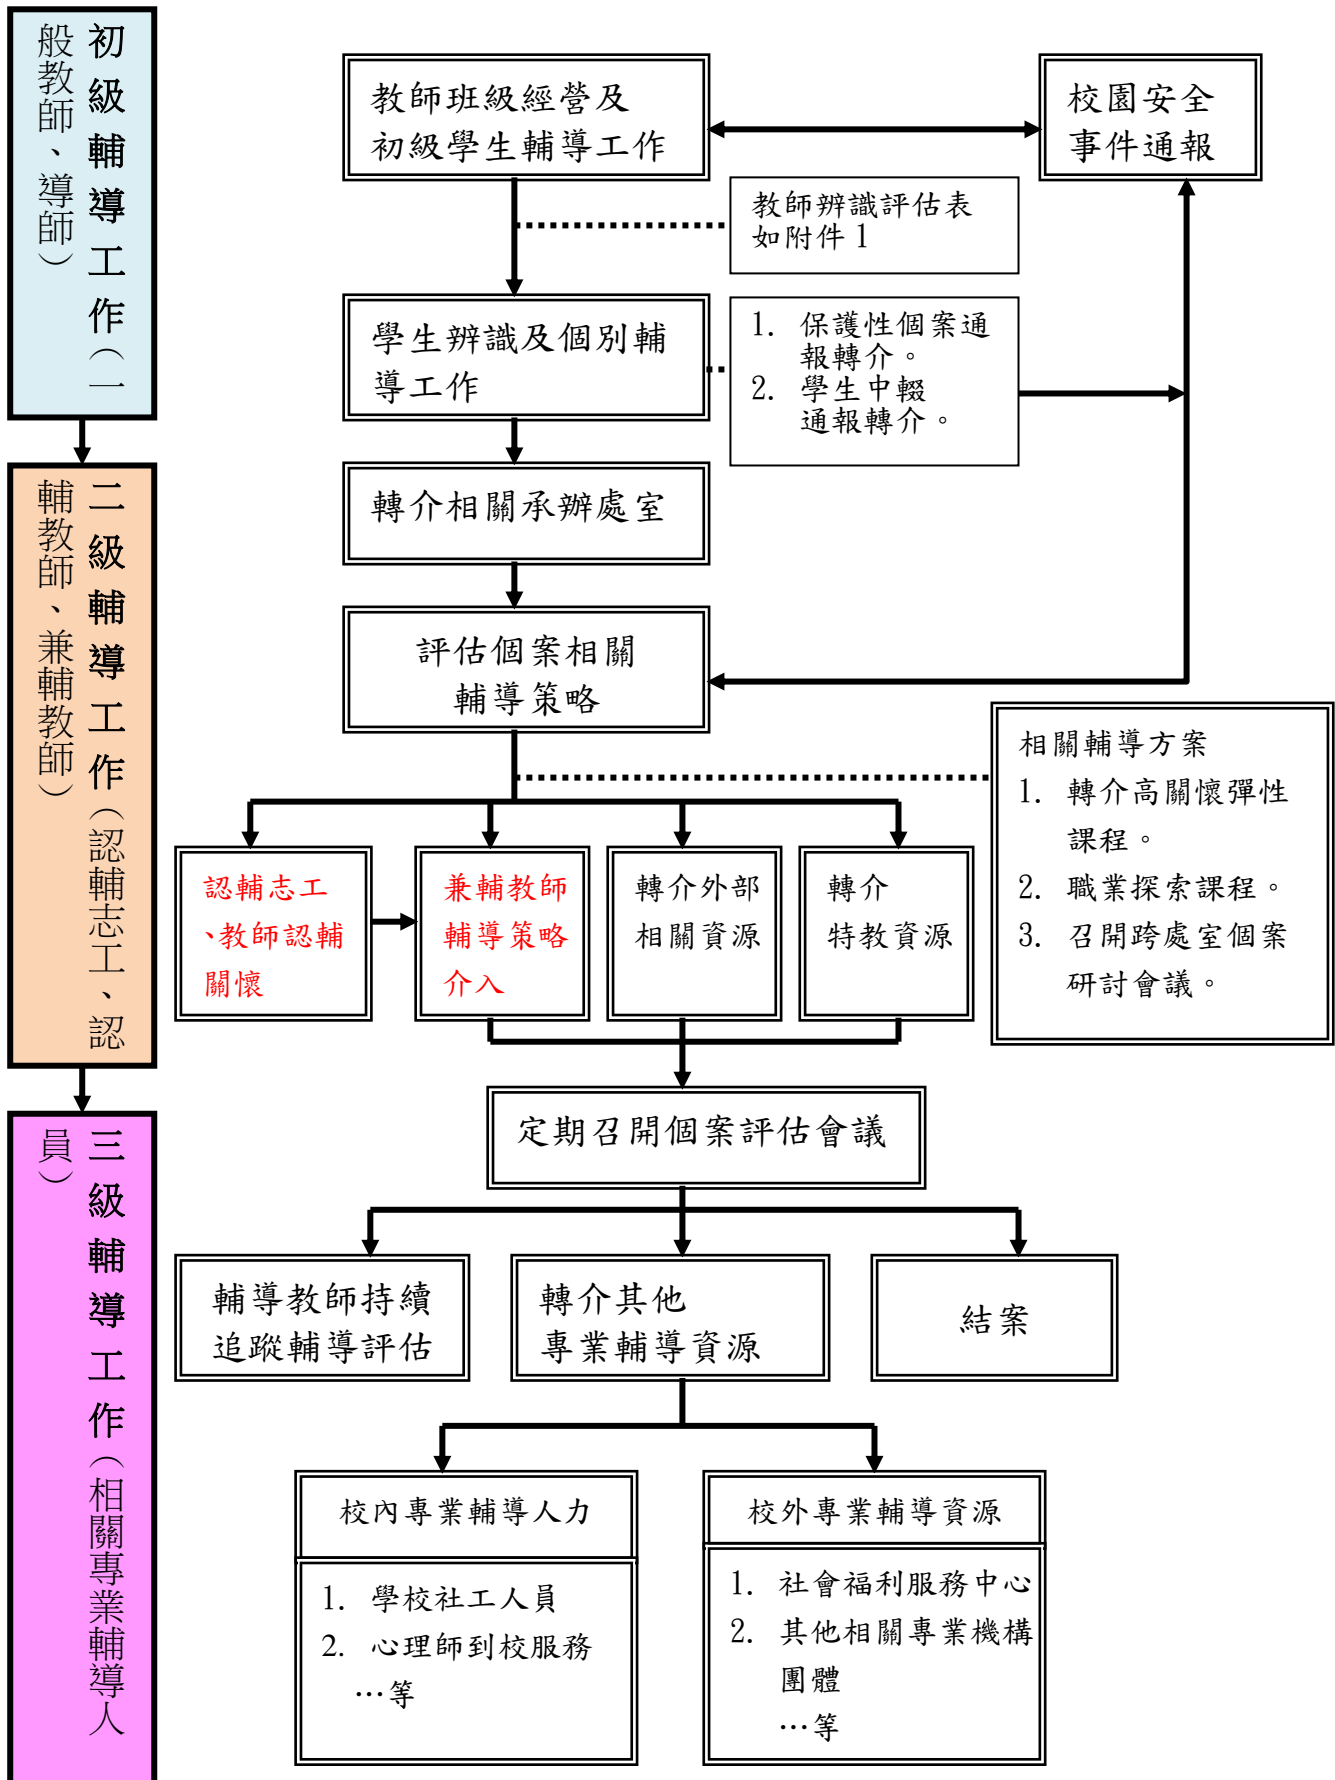 初級輔導工作（一
般教師、導師）
二級輔導工作（認輔志工、認
輔教師、兼輔教師）
三級輔導工作（相關專業輔導人
員）
教師班級經營及
初級學生輔導工作
校園安全
事件通報
教師辨識評估表
如附件1
學生辨識及個別輔
導工作
1. 保護性個案通
報轉介。
2. 學生中輟
通報轉介。
轉介相關承辦處室
評估個案相關
輔導策略
相關輔導方案
1. 轉介高關懷彈性
課程。
2. 職業探索課程。
3. 召開跨處室個案
研討會議。
認輔志工
、教師認輔
關懷
兼輔教師
輔導策略
介入
轉介外部
相關資源
轉介
特教資源
定期召開個案評估會議
輔導教師持續
追蹤輔導評估
轉介其他
專業輔導資源
結案
校內專業輔導人力
1. 學校社工人員
2. 心理師到校服務
…等
校外專業輔導資源
1. 社會福利服務中心
2. 其他相關專業機構
團體
…等